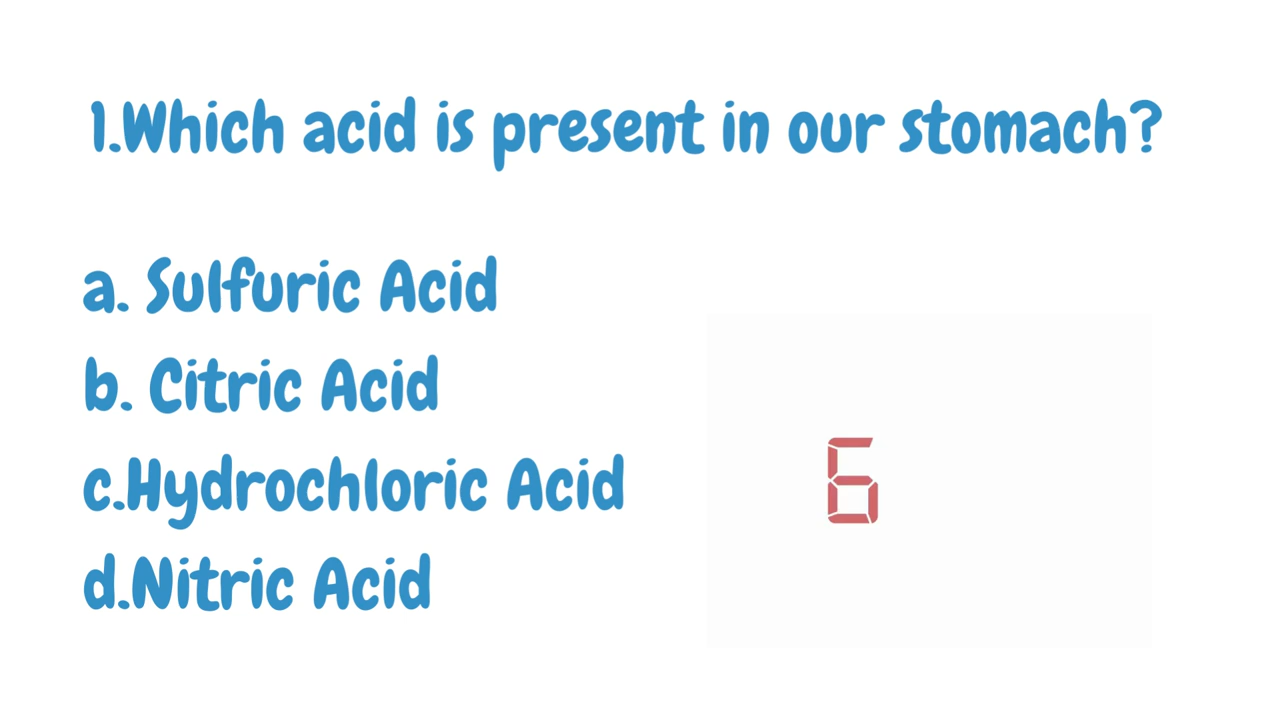 1.Which acid is present in our stomach?
a. Sulfuric Acid
b. Citric Acid
c.Hydrochloric Acid
6
d.Nitric Acid